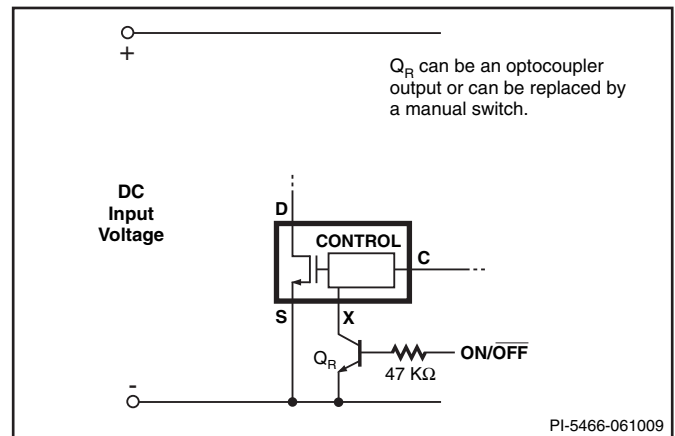 +
Q_R can be an optocoupler
output or can be replaced by
a manual switch.
DC
Input
Voltage
D
CONTROL
C
S
X
Q_R
ON/O̅F̅F̅
47 KΩ
-
PI-5466-061009